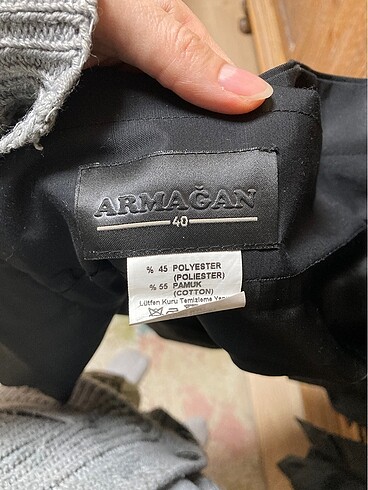 ARMAĞAN
40
% 45 POLYESTER
(POLIESTER)
% 55 PAMUK
(COTTON)
Lütfen Kuru Temizleme